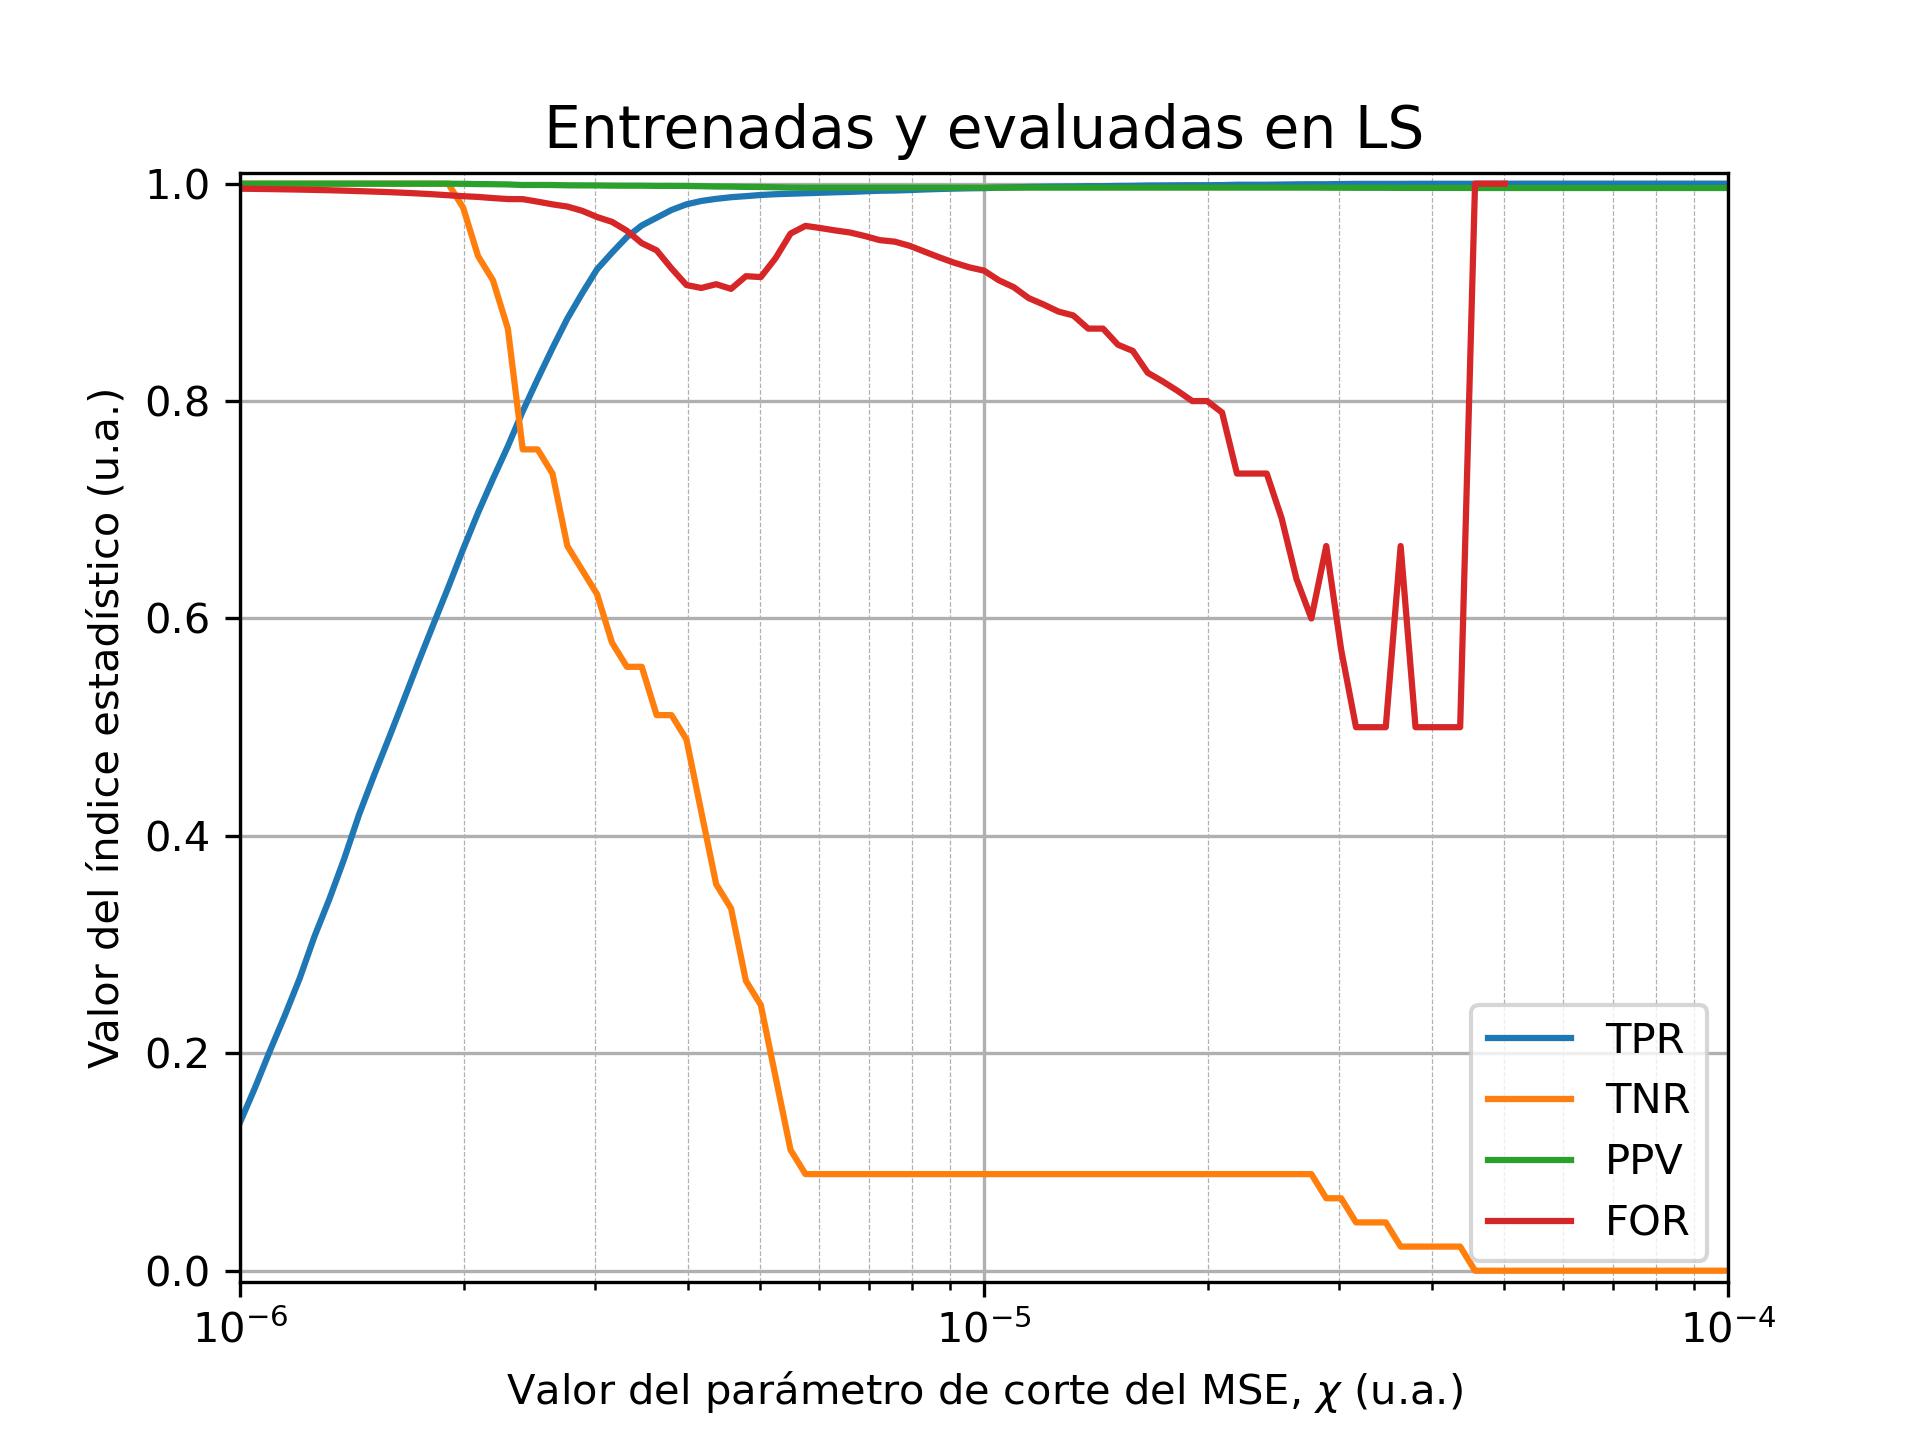 Entrenadas y evaluadas en LS
Valor del índice estadístico (u.a.)
1.0
0.8
0.6
0.4
0.2
0.0
10⁻⁶
10⁻⁵
10⁻⁴
Valor del parámetro de corte del MSE, χ (u.a.)
TPR
TNR
PPV
FOR